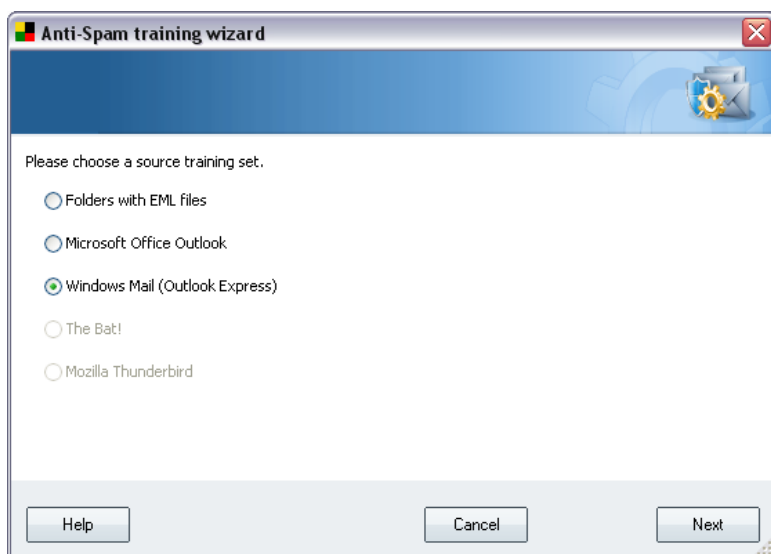 Anti-Spam training wizard
Please choose a source training set.
Folders with EML files
Microsoft Office Outlook
Windows Mail (Outlook Express)
The Bat!
Mozilla Thunderbird
Help Cancel Next